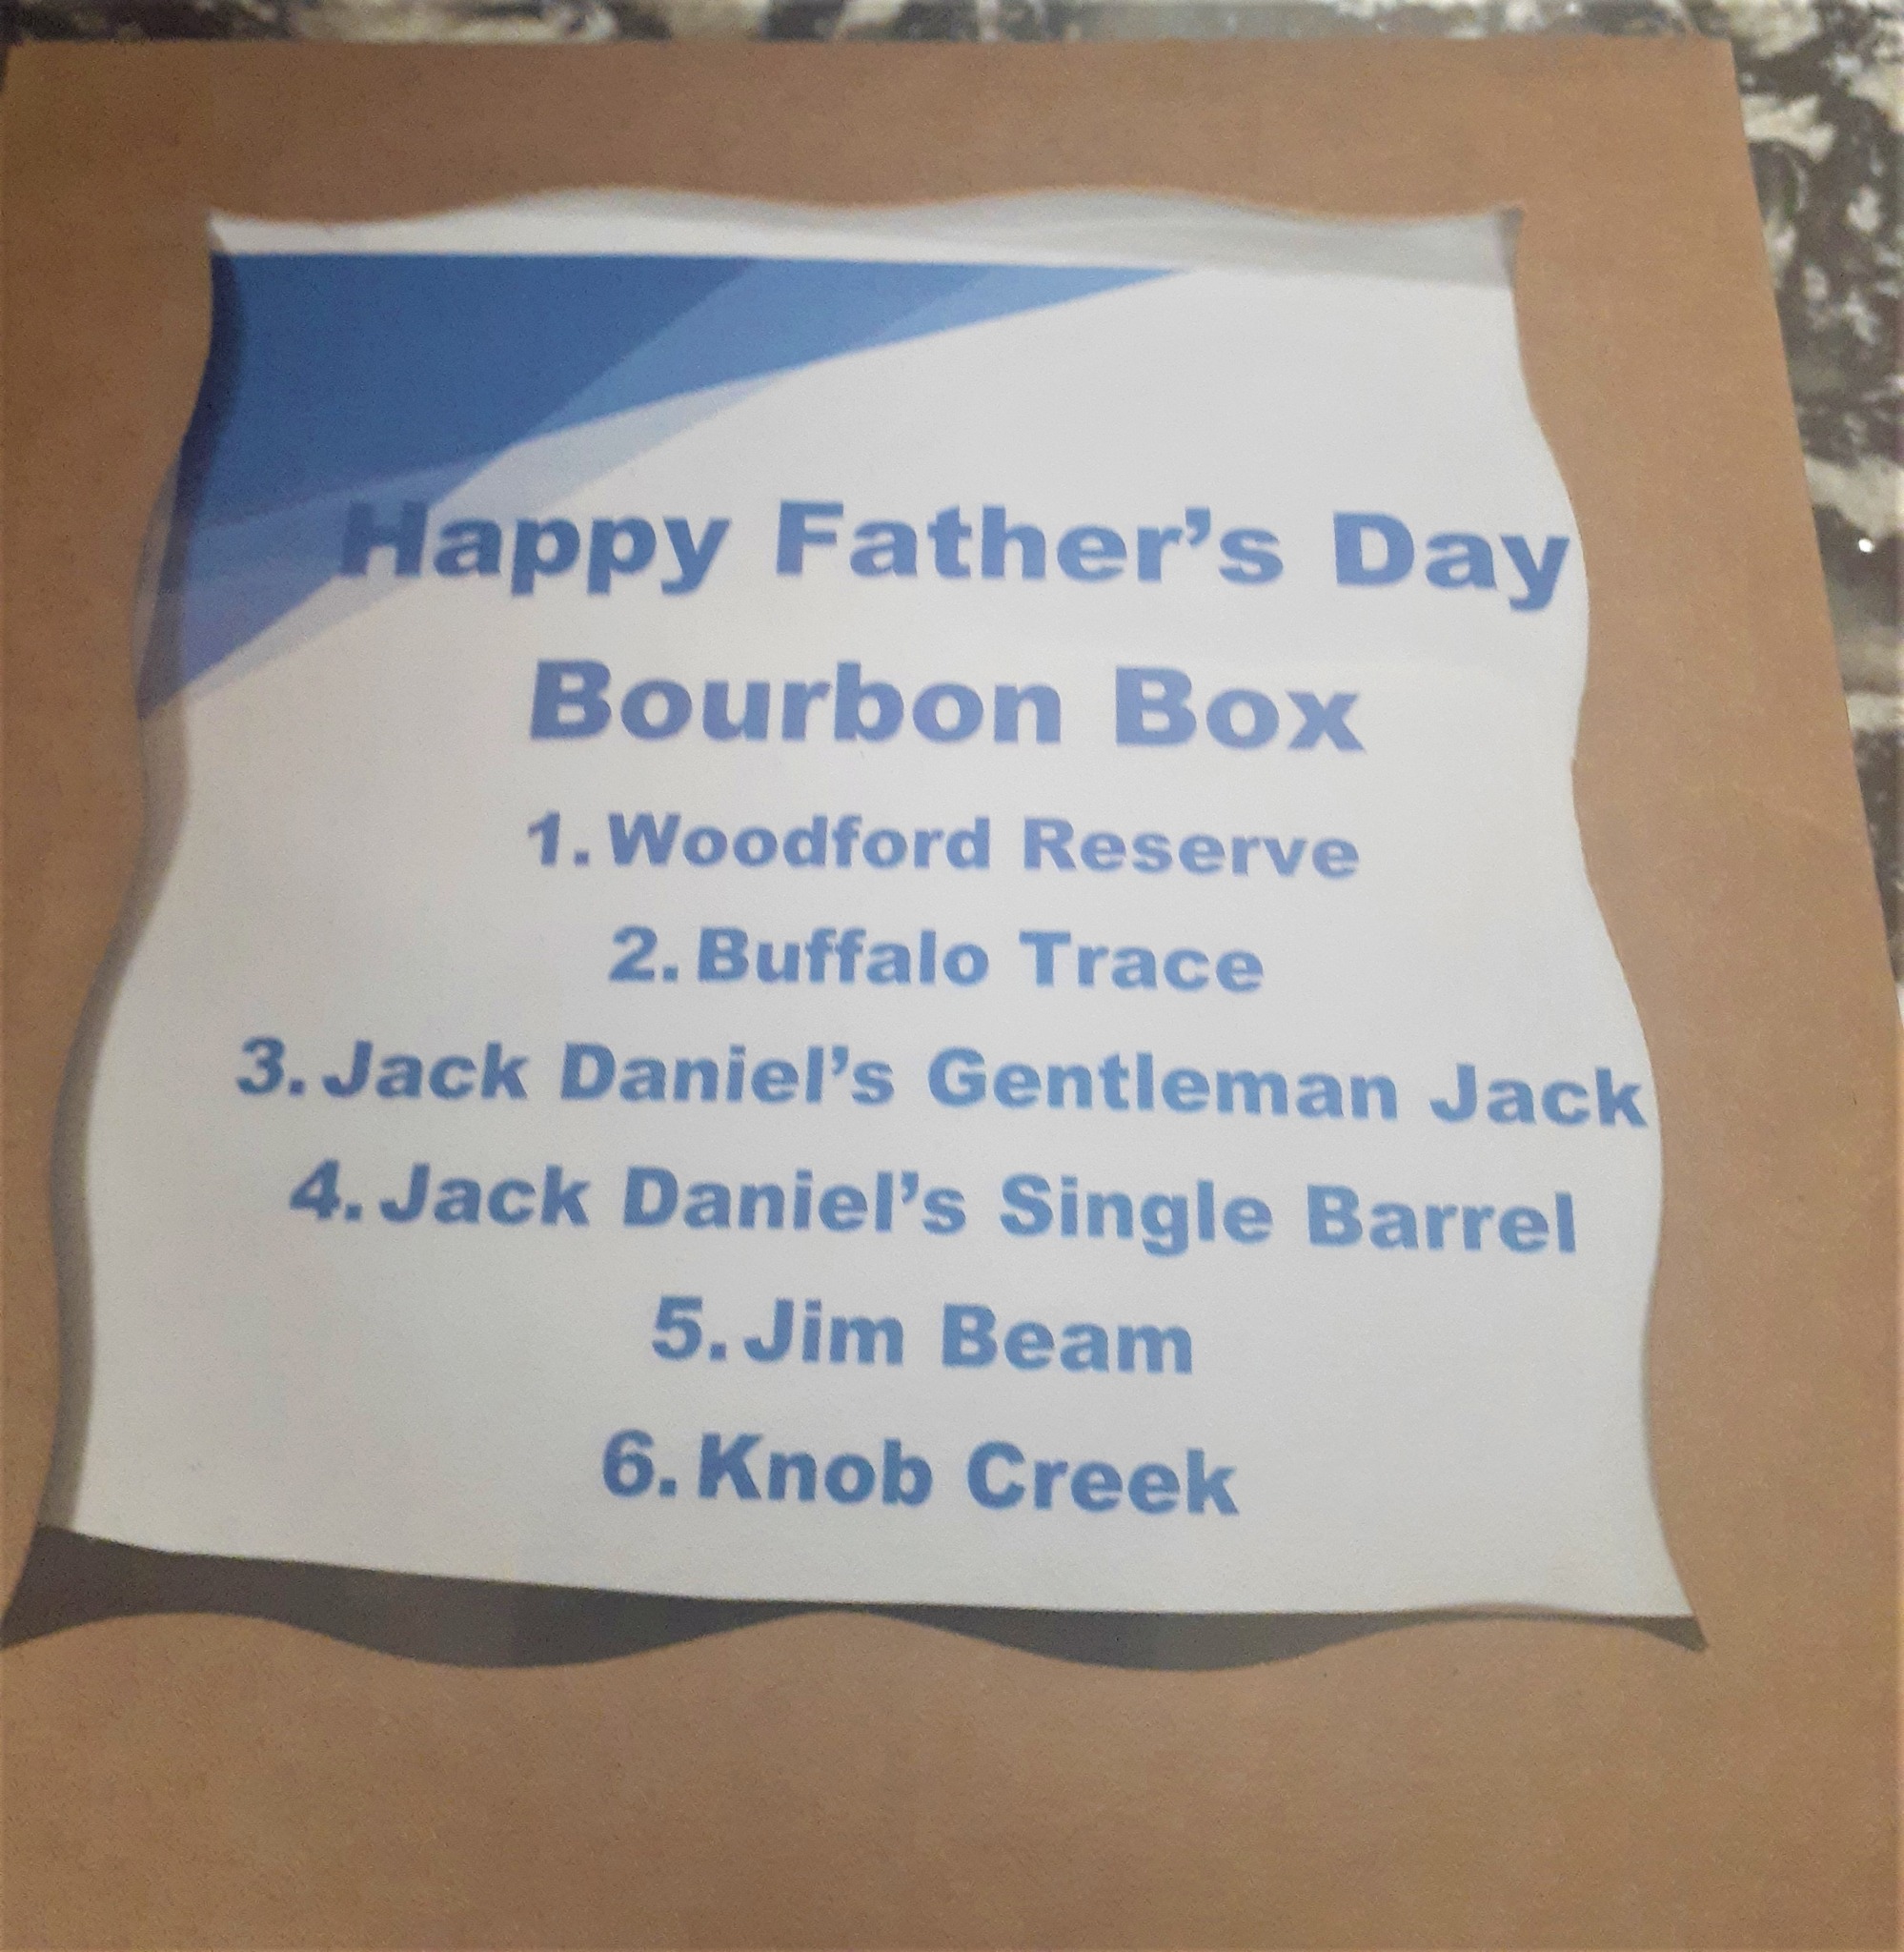 Happy Father’s Day
Bourbon Box
1. Woodford Reserve
2. Buffalo Trace
3. Jack Daniel’s Gentleman Jack
4. Jack Daniel’s Single Barrel
5. Jim Beam
6. Knob Creek